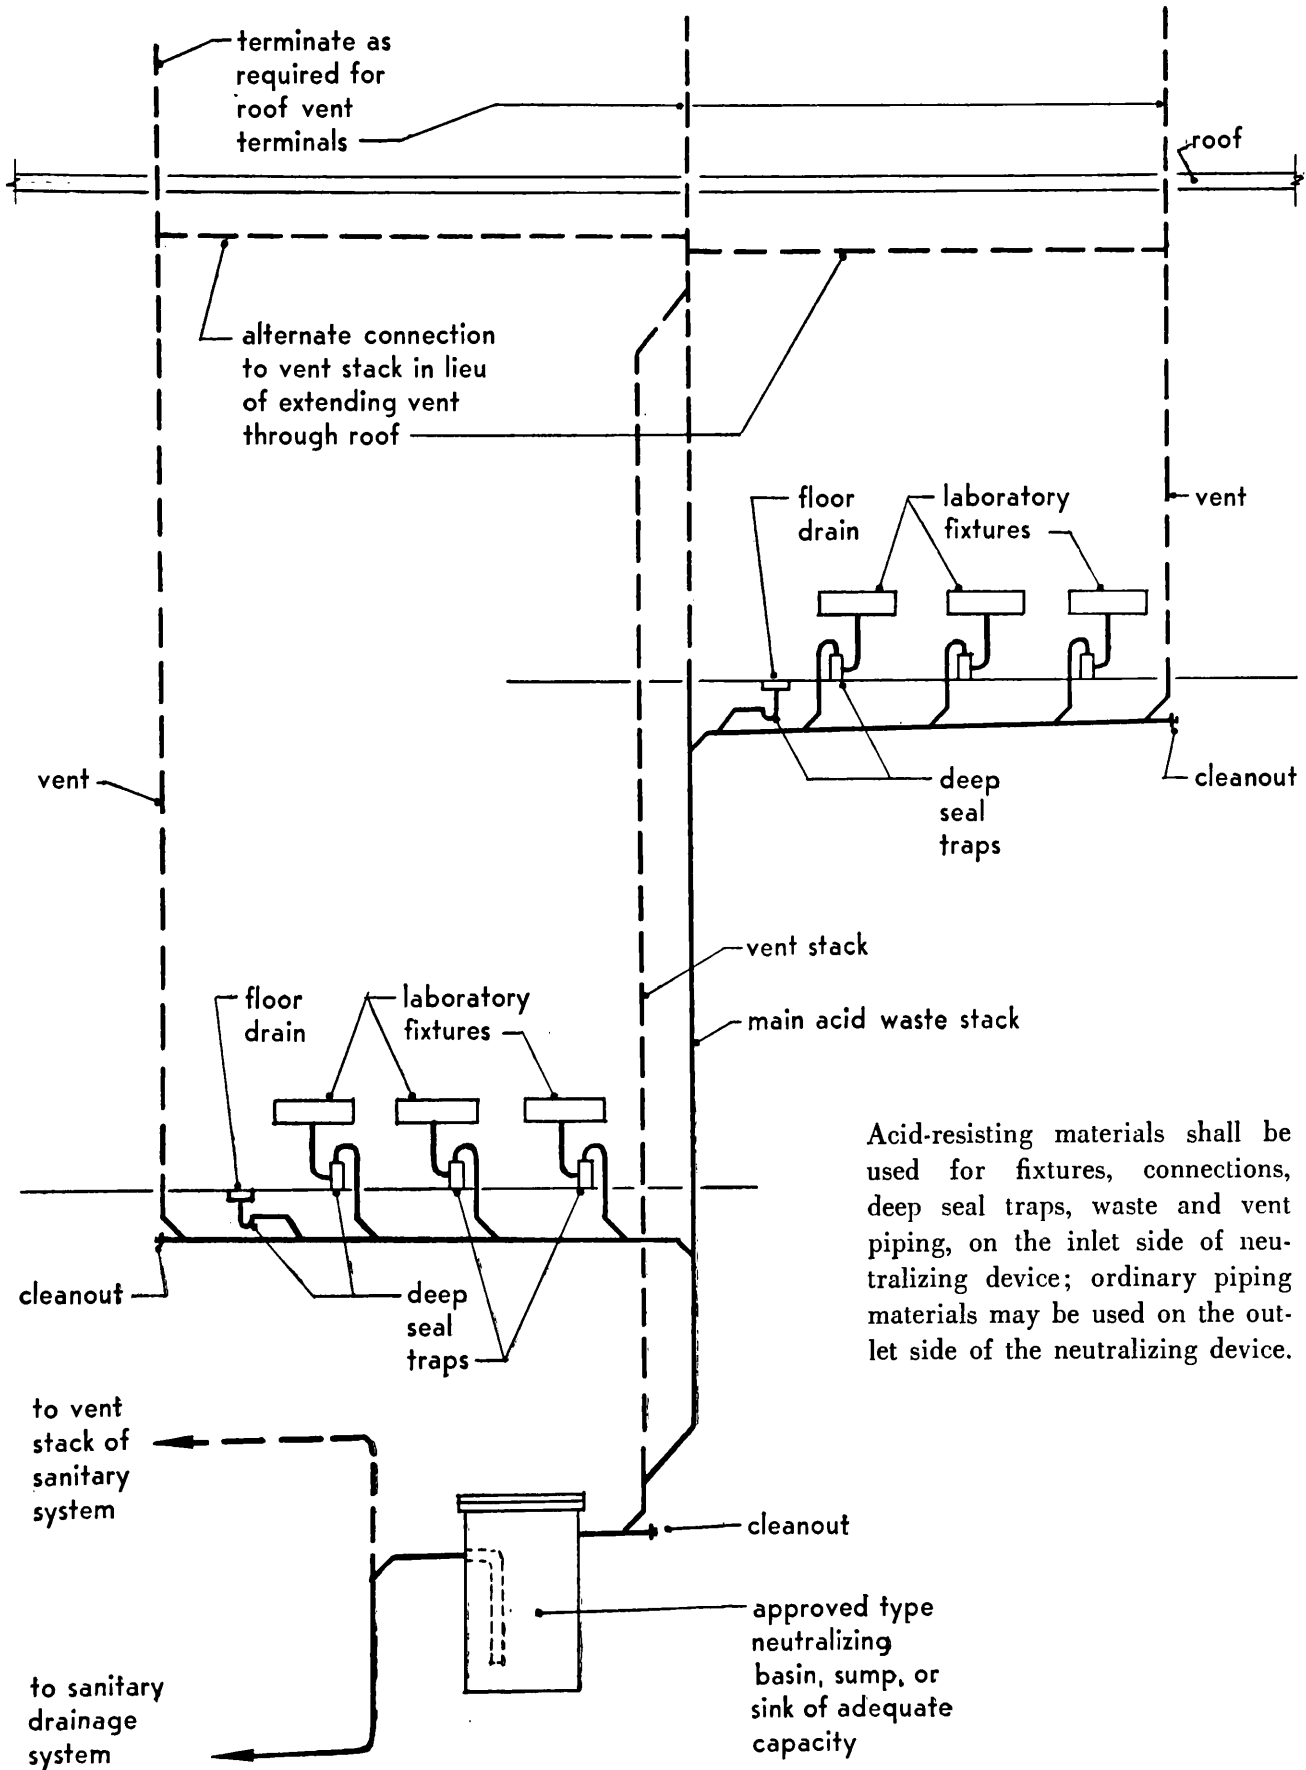 terminate as
required for
roof vent
terminals
roof
alternate connection
to vent stack in lieu
of extending vent
through roof
floor
drain
laboratory
fixtures
vent
vent
deep
seal
traps
cleanout
vent stack
main acid waste stack
floor
drain
laboratory
fixtures
Acid-resisting materials shall be
used for fixtures, connections,
deep seal traps, waste and vent
piping, on the inlet side of neu-
tralizing device; ordinary piping
materials may be used on the out-
let side of the neutralizing device.
cleanout
deep
seal
traps
to vent
stack of
sanitary
system
cleanout
approved type
neutralizing
basin, sump, or
sink of adequate
capacity
to sanitary
drainage
system